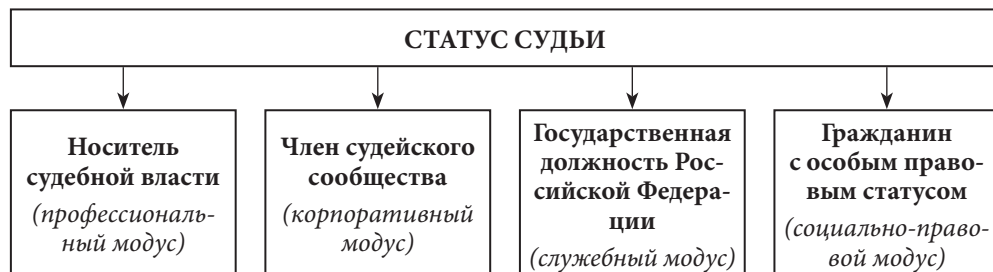 СТАТУС СУДЬИ
Носитель
судебной власти
(профессиональ-
ный модус)
Член судейского
сообщества
(корпоративный
модус)
Государственная
должность Рос-
сийской Федера-
ции
(служебный модус)
Гражданин
с особым право-
вым статусом
(социально-право-
вой модус)